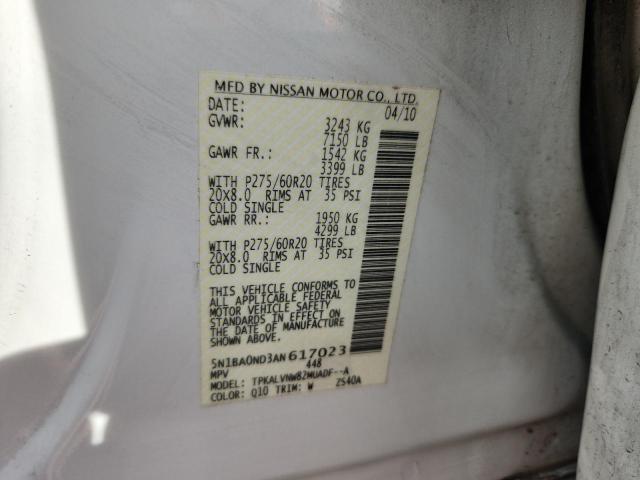 MFD BY NISSAN MOTOR CO., LTD.
DATE: 04/10
GVWR: 3243 KG
7150 LB
GAWR FR.: 1542 KG
3399 LB
WITH P275/60R20 TIRES
20X8.0 RIMS AT 35 PSI
COLD SINGLE
GAWR RR.: 1950 KG
4299 LB
WITH P275/60R20 TIRES
20X8.0 RIMS AT 35 PSI
COLD SINGLE
THIS VEHICLE CONFORMS TO
ALL APPLICABLE FEDERAL
MOTOR VEHICLE SAFETY
STANDARDS IN EFFECT ON
THE DATE OF MANUFACTURE
5N1BA0ND3AN617023
MPV 448
MODEL: TPKALVNW82MUADF--A
COLOR: Q10 TRIM: W ZS40A